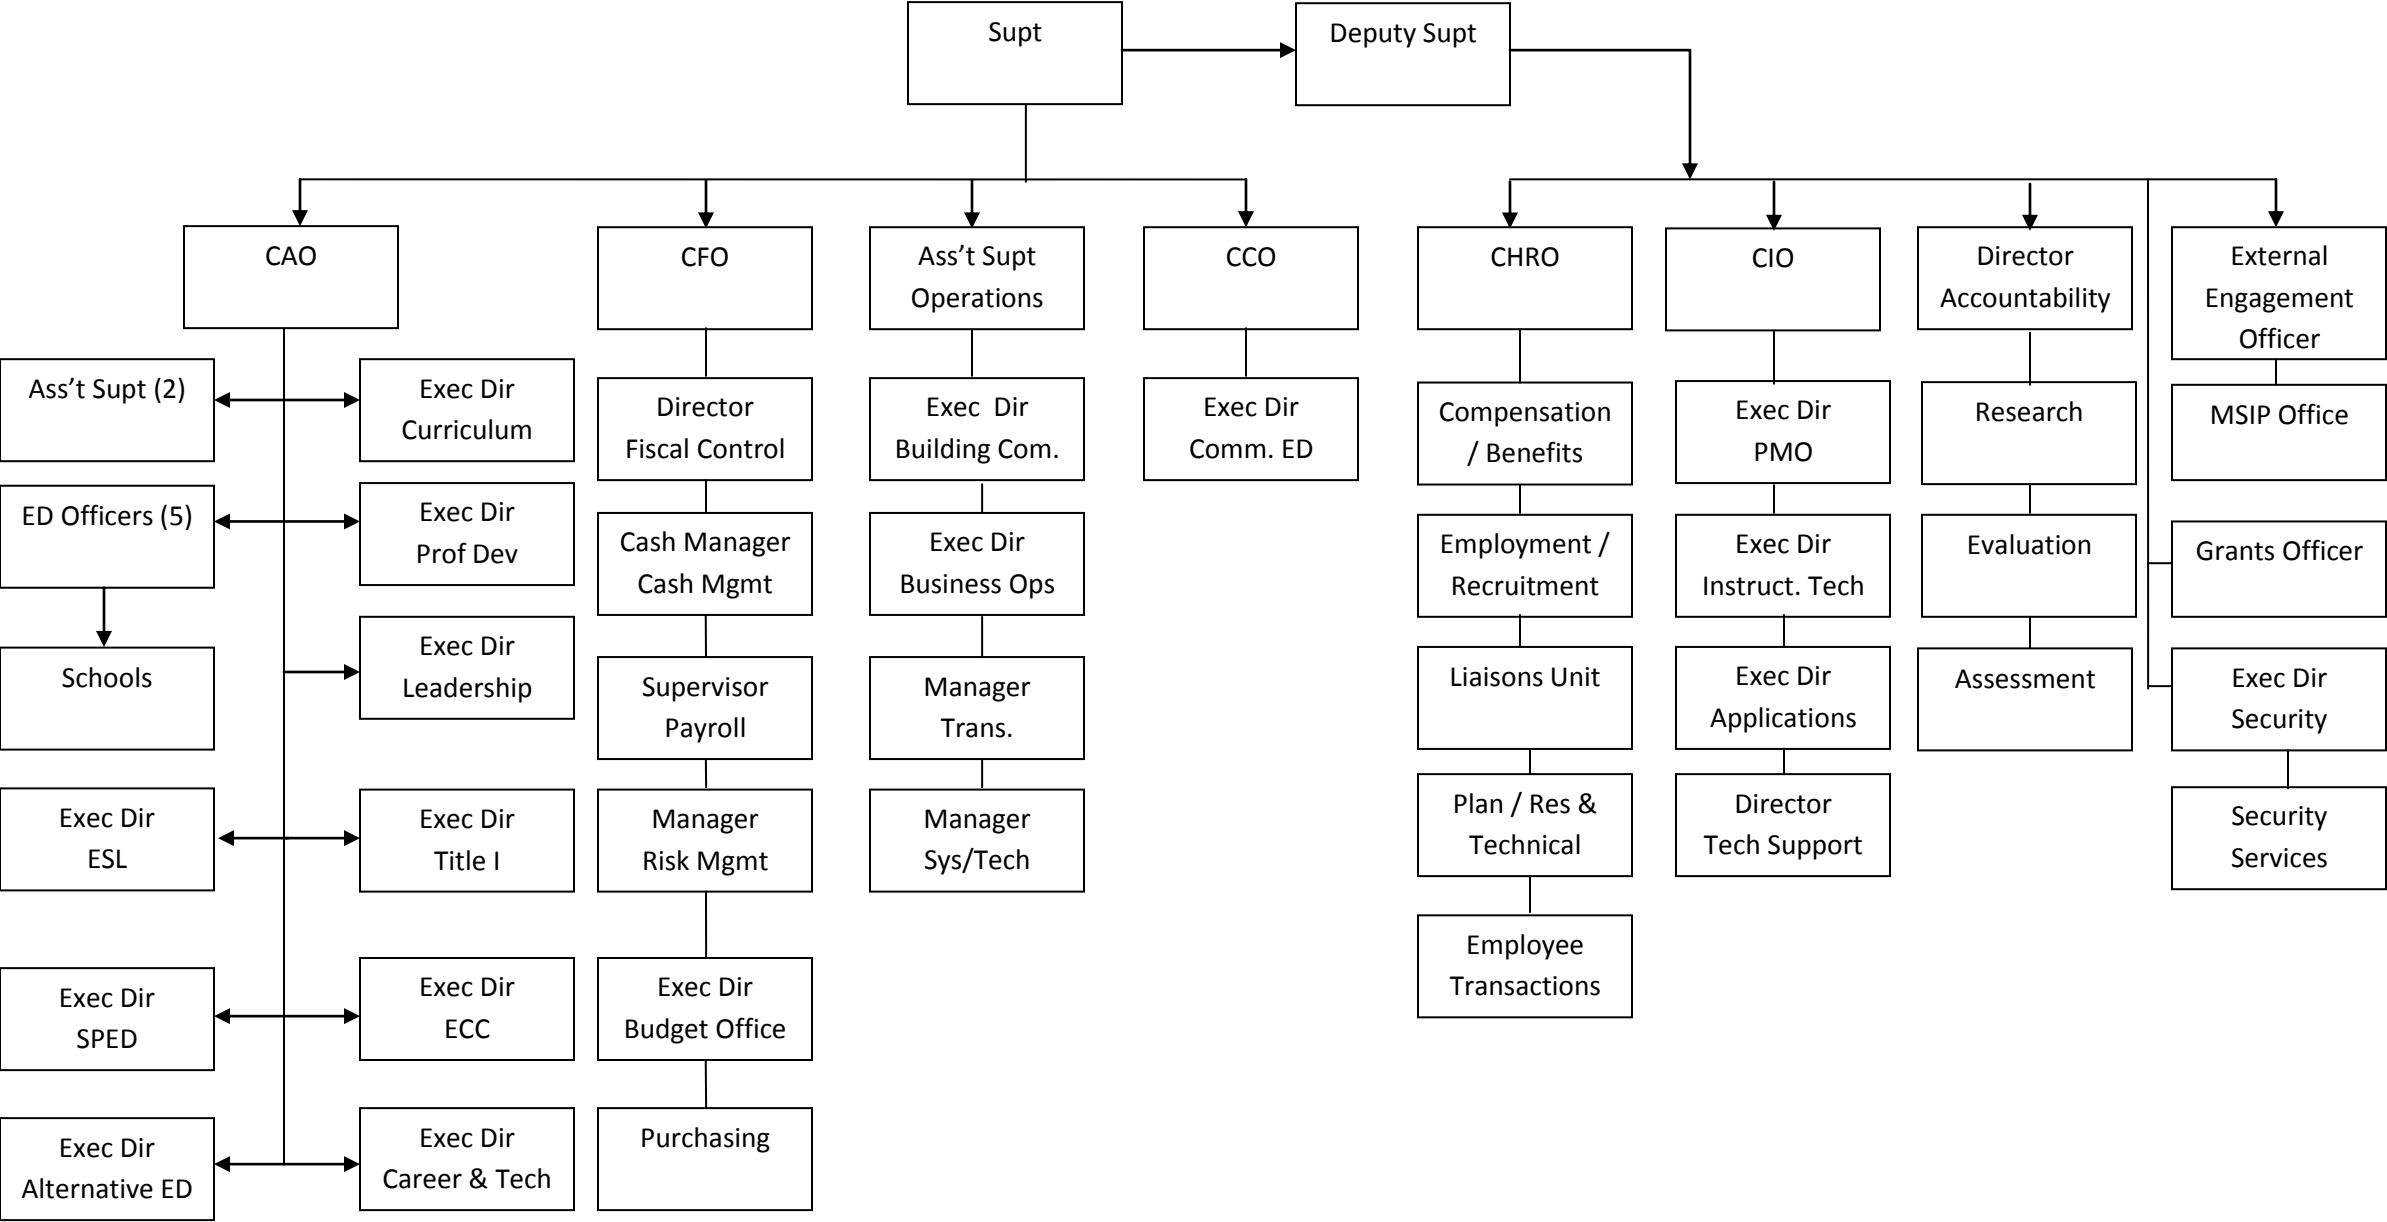 Supt
Deputy Supt
CAO
CFO
Ass’t Supt
Operations
CCO
CHRO
CIO
Director
Accountability
External
Engagement
Officer
Ass’t Supt (2)
Exec Dir
Curriculum
ED Officers (5)
Exec Dir
Prof Dev
Schools
Exec Dir
Leadership
Exec Dir
ESL
Exec Dir
Title I
Exec Dir
SPED
Exec Dir
ECC
Exec Dir
Alternative ED
Exec Dir
Career & Tech
Director
Fiscal Control
Cash Manager
Cash Mgmt
Supervisor
Payroll
Manager
Risk Mgmt
Exec Dir
Budget Office
Purchasing
Exec  Dir
Building Com.
Exec Dir
Business Ops
Manager
Trans.
Manager
Sys/Tech
Exec Dir
Comm. ED
Compensation
/ Benefits
Employment /
Recruitment
Liaisons Unit
Plan / Res &
Technical
Employee
Transactions
Exec Dir
PMO
Exec Dir
Instruct. Tech
Exec Dir
Applications
Director
Tech Support
Research
Evaluation
Assessment
MSIP Office
Grants Officer
Exec Dir
Security
Security
Services